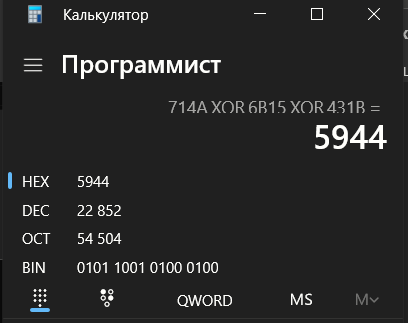 Калькулятор
Программист
714A XOR 6B15 XOR 431B =
5944
HEX 5944
DEC 22 852
OCT 54 504
BIN 0101 1001 0100 0100
QWORD MS M